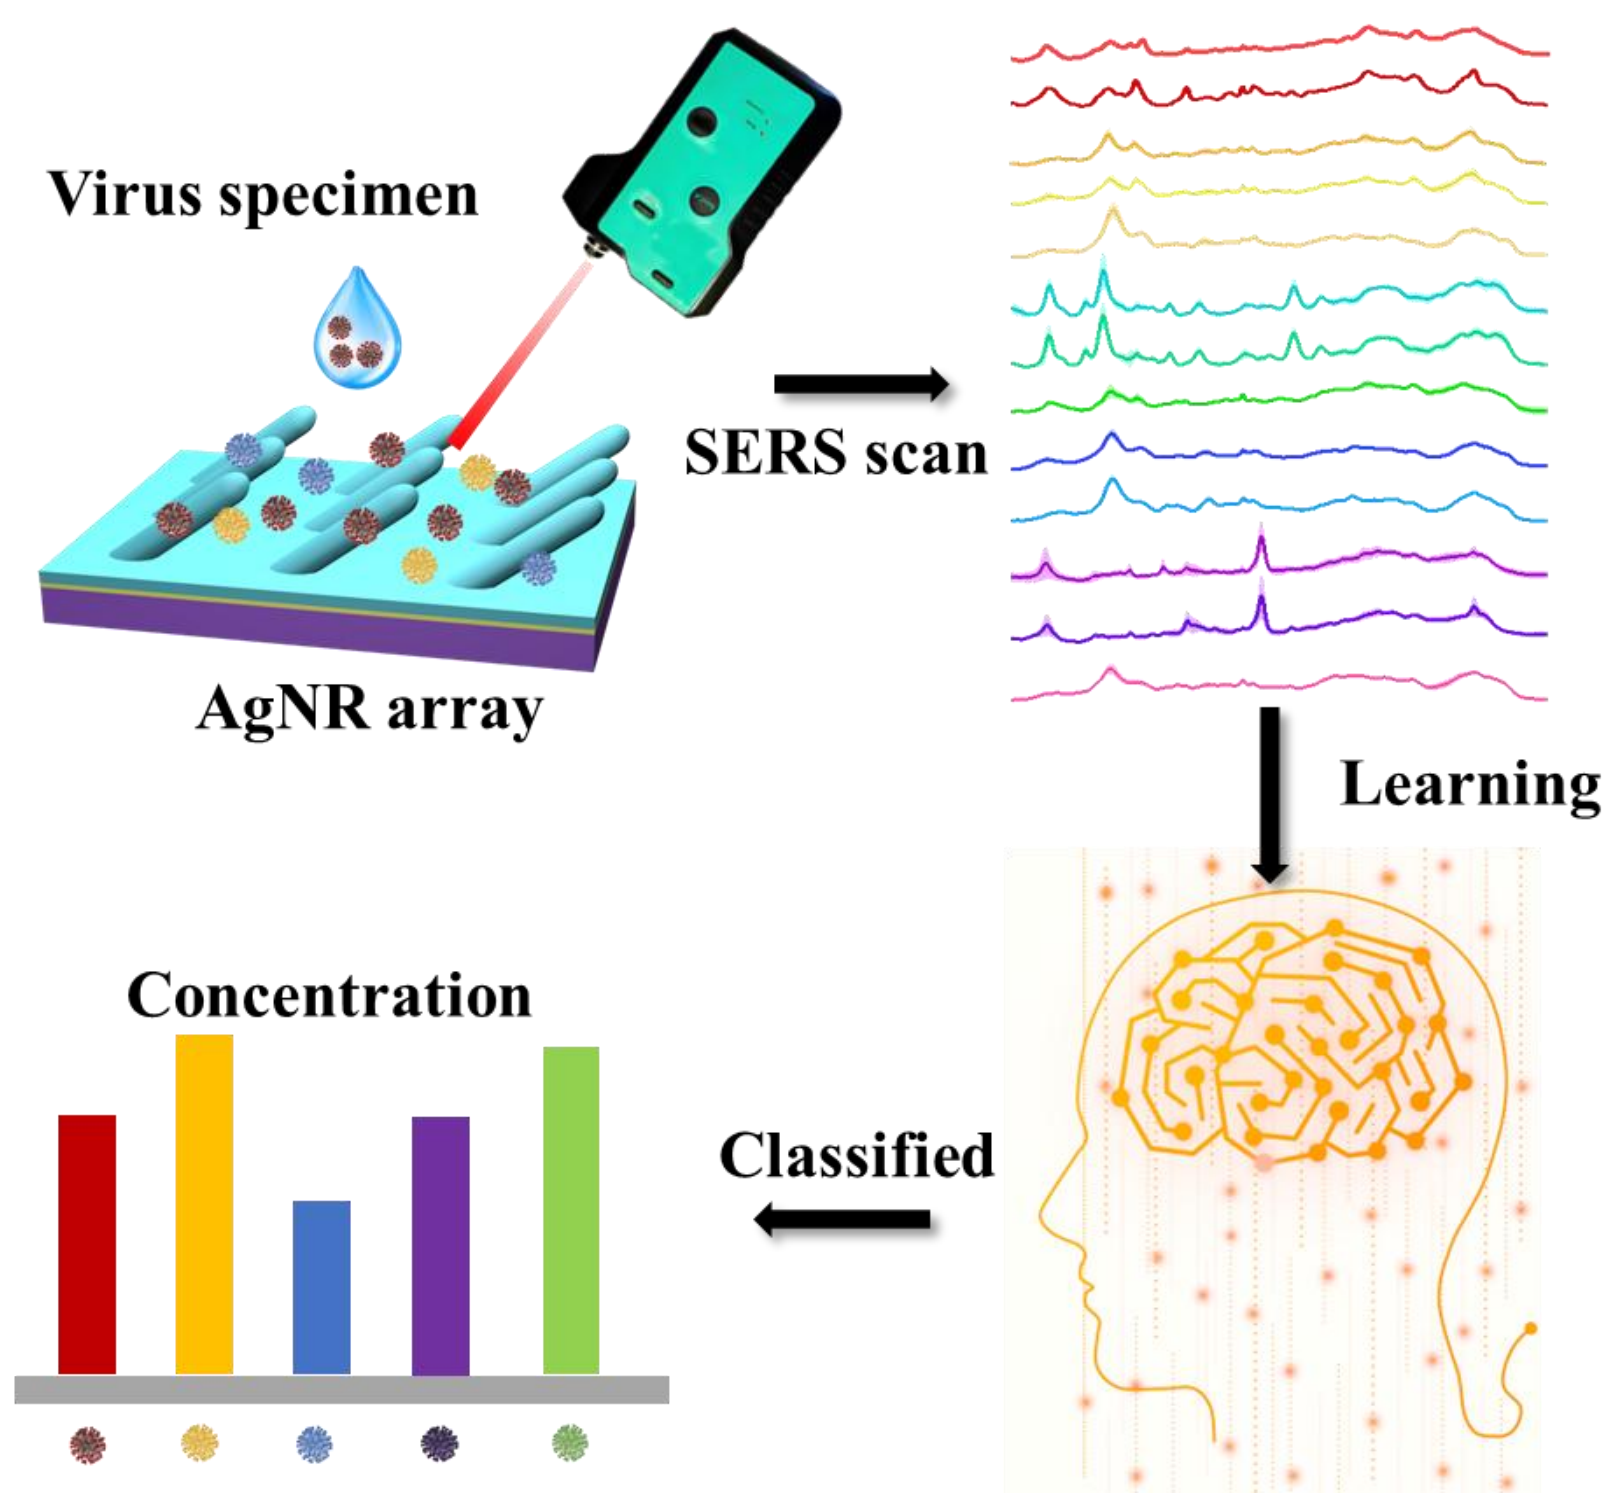 Virus specimen
SERS scan
AgNR array
Learning
Concentration
Classified